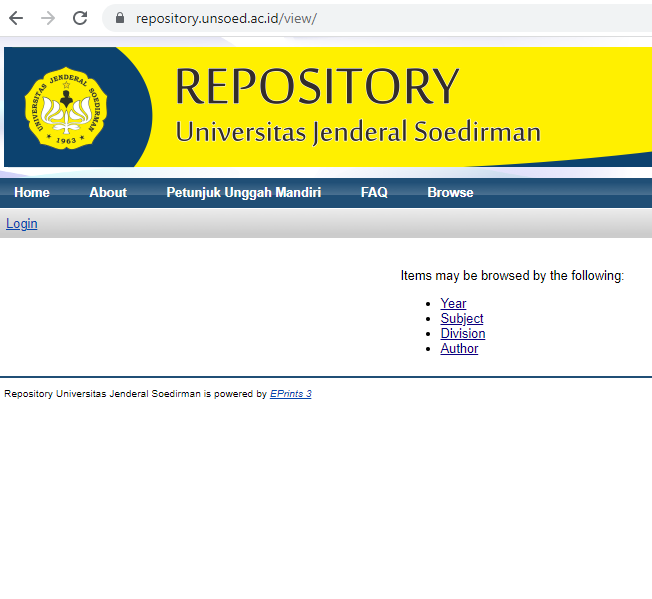 repository.unsoed.ac.id/view/
UNIVERSITAS JENDERAL SOEDIRMAN
★ 1963 ★
REPOSITORY
Universitas Jenderal Soedirman
Home About Petunjuk Unggah Mandiri FAQ Browse
Login
Items may be browsed by the following:
• Year
• Subject
• Division
• Author
Repository Universitas Jenderal Soedirman is powered by EPrints 3